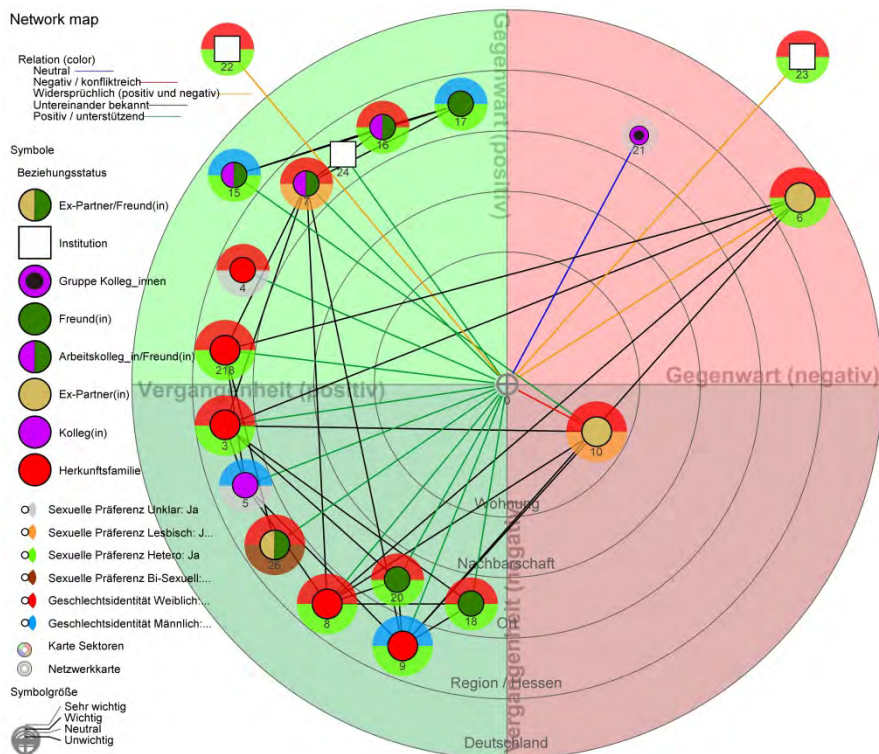 Network map
Relation (color)
Neutral
Negativ / konfliktreich
Widersprüchlich (positiv und negativ)
Untereinander bekannt
Positiv / unterstützend
Symbole
Beziehungsstatus
Ex-Partner/Freund(in)
Institution
Gruppe Kolleg_innen
Freund(in)
Arbeitskolleg_in/Freund(in)
Ex-Partner(in)
Kolleg(in)
Herkunftsfamilie
Sexuelle Präferenz Unklar: Ja
Sexuelle Präferenz Lesbisch: J...
Sexuelle Präferenz Hetero: Ja
Sexuelle Präferenz Bi-Sexuell:...
Geschlechtsidentität Weiblich:...
Geschlechtsidentität Männlich:...
Karte Sektoren
Netzwerkkarte
Symbolgröße
Sehr wichtig
Wichtig
Neutral
Unwichtig
Gegenwart (positiv)
Gegenwart (negativ)
Vergangenheit (positiv)
Vergangenheit (negativ)
22
23
17
16
21
24
15
7
6
4
218
0
3
10
5
26
20
8
18
9
Wohnung
Nachbarschaft
Ort
Region / Hessen
Deutschland